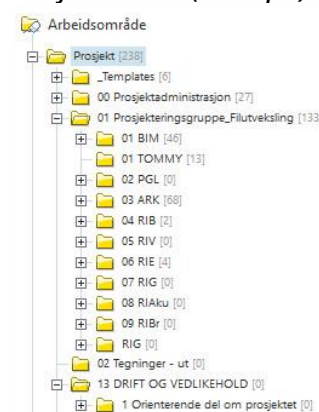 Arbeidsområde
Prosjekt [238]
_Templates [6]
00 Prosjektadministrasjon [27]
01 Prosjekteringsgruppe_Filutveksling [133
01 BIM [46]
01 TOMMY [13]
02 PGL [0]
03 ARK [68]
04 RIB [2]
05 RIV [0]
06 RIE [4]
07 RIG [0]
08 RIAku [0]
09 RIBr [0]
RIG [0]
02 Tegninger - ut [0]
13 DRIFT OG VEDLIKEHOLD [0]
1 Orienterende del om prosjektet [0]